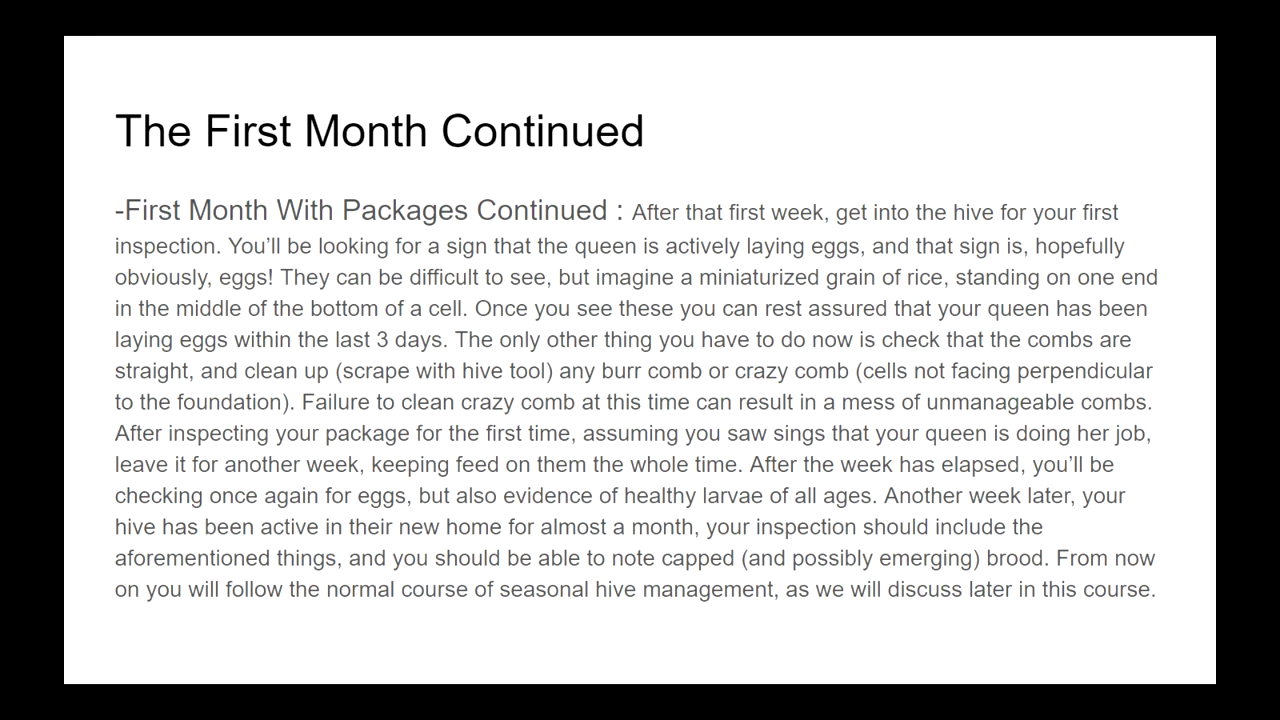 The First Month Continued
-First Month With Packages Continued : After that first week, get into the hive for your first
inspection. You’ll be looking for a sign that the queen is actively laying eggs, and that sign is, hopefully
obviously, eggs! They can be difficult to see, but imagine a miniaturized grain of rice, standing on one end
in the middle of the bottom of a cell. Once you see these you can rest assured that your queen has been
laying eggs within the last 3 days. The only other thing you have to do now is check that the combs are
straight, and clean up (scrape with hive tool) any burr comb or crazy comb (cells not facing perpendicular
to the foundation). Failure to clean crazy comb at this time can result in a mess of unmanageable combs.
After inspecting your package for the first time, assuming you saw sings that your queen is doing her job,
leave it for another week, keeping feed on them the whole time. After the week has elapsed, you’ll be
checking once again for eggs, but also evidence of healthy larvae of all ages. Another week later, your
hive has been active in their new home for almost a month, your inspection should include the
aforementioned things, and you should be able to note capped (and possibly emerging) brood. From now
on you will follow the normal course of seasonal hive management, as we will discuss later in this course.